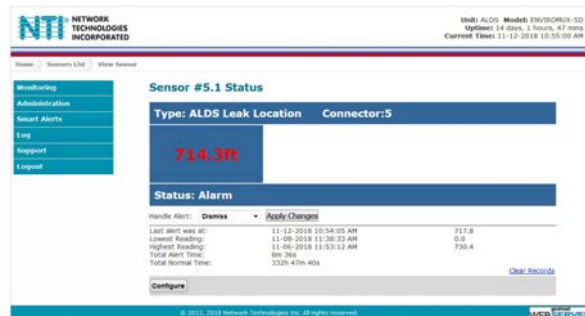 NTI NETWORK
TECHNOLOGIES
INCORPORATED
Unit: ALDS Model: ENVIROMUX-5D
Uptime: 14 days, 1 hours, 47 mins
Current Time: 11-12-2018 10:55:00 AM
Home Sensors List View Sensor
Monitoring
Administration
Smart Alerts
Log
Support
Logout
Sensor #5.1 Status
Type: ALDS Leak Location Connector:5
714.3ft
Status: Alarm
Handle Alert: Dismiss Apply Changes
Last alert was at: 11-12-2018 10:54:05 AM 717.8
Lowest Reading: 11-08-2018 11:38:33 AM 0.0
Highest Reading: 11-06-2018 11:53:12 AM 730.4
Total Alert Time: 8m 36s
Total Normal Time: 332h 47m 40s
Clear Records
Configure
© 2012, 2018 Network Technologies Inc. All rights reserved.
WEBSERVER